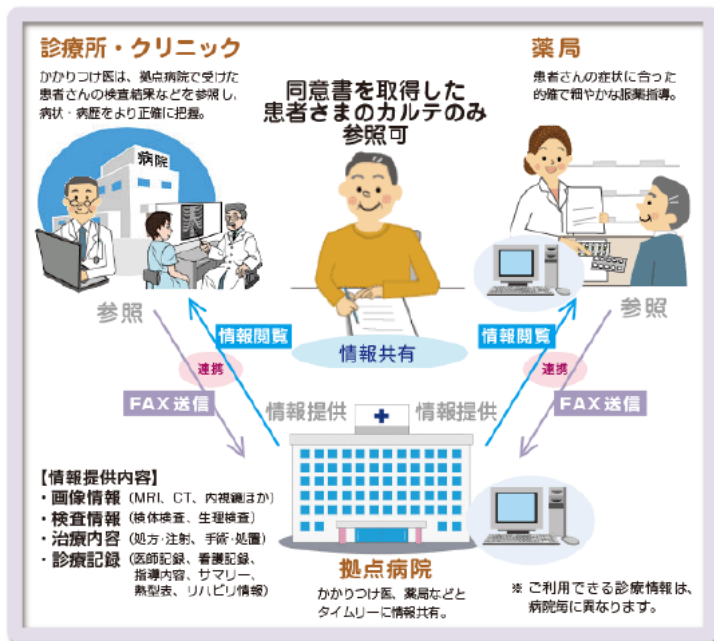 診療所・クリニック
かかりつけ医は、拠点病院で受けた
患者さんの検査結果などを参照し、
病状・病歴をより正確に把握。
病院
同意書を取得した
患者さまのカルテのみ
参照可
薬局
患者さんの症状に合った
的確で細やかな服薬指導。
参照
情報閲覧
連携
FAX送信
情報共有
参照
情報閲覧
連携
FAX送信
情報提供
情報提供
【情報提供内容】
・画像情報（MRI、CT、内視鏡ほか）
・検査情報（検体検査、生理検査）
・治療内容（処方・注射、手術・処置）
・診療記録（医師記録、看護記録、
指導内容、サマリー、
熱型表、リハビリ情報）
拠点病院
かかりつけ医、薬局などと
タイムリーに情報共有。
※ ご利用できる診療情報は、
病院毎に異なります。